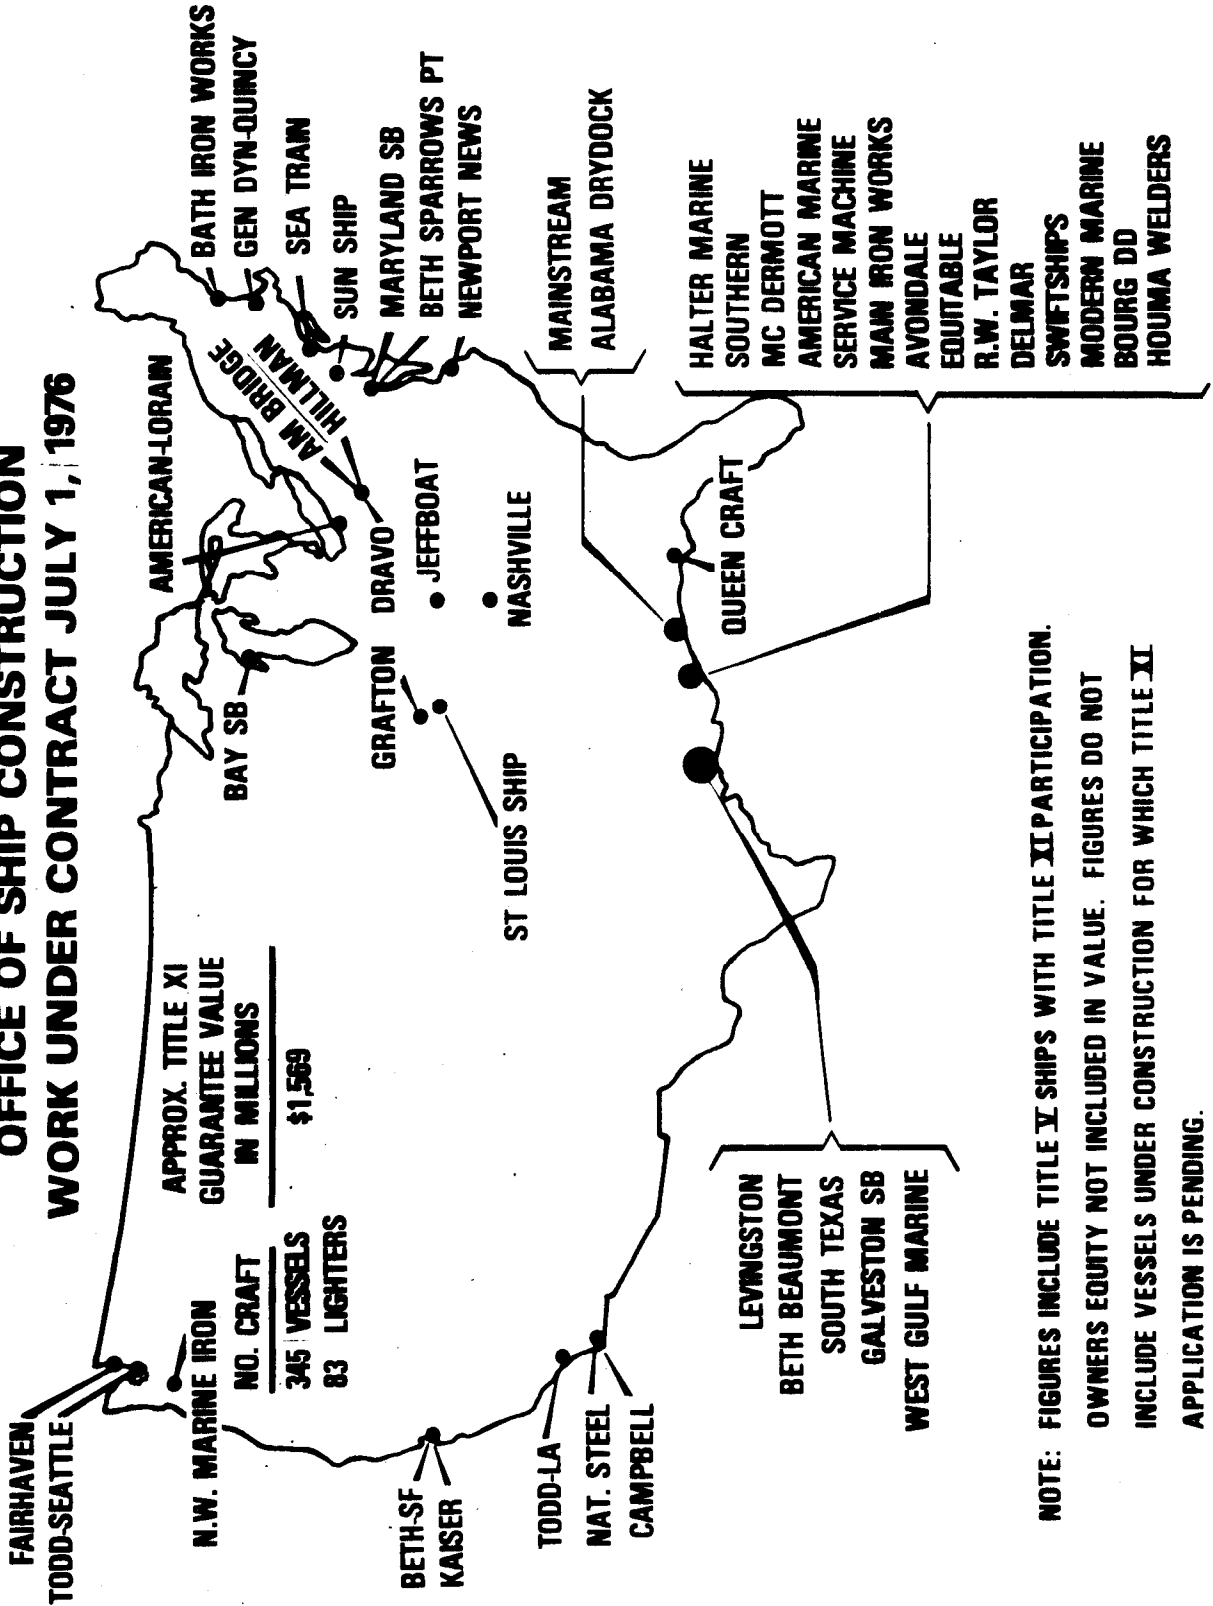 OFFICE OF SHIP CONSTRUCTION
WORK UNDER CONTRACT JULY 1, 1976
FAIRHAVEN
TODD-SEATTLE
N.W. MARINE IRON
NO. CRAFT
345 VESSELS
83 LIGHTERS
APPROX. TITLE XI
GUARANTEE VALUE
IN MILLIONS
$1,569
BETH-SF
KAISER
TODD-LA
NAT. STEEL
CAMPBELL
BAY SB
AMERICAN-LORAIN
GRAFTON
ST LOUIS SHIP
DRAVO
JEFFBOAT
NASHVILLE
AM BRIDGE
HILLMAN
BATH IRON WORKS
GEN DYN-QUINCY
SEA TRAIN
SUN SHIP
MARYLAND SB
BETH SPARROWS PT
NEWPORT NEWS
MAINSTREAM
ALABAMA DRYDOCK
QUEEN CRAFT
HALTER MARINE
SOUTHERN
MC DERMOTT
AMERICAN MARINE
SERVICE MACHINE
MAIN IRON WORKS
AVONDALE
EQUITABLE
R.W. TAYLOR
DELMAR
SWIFTSHIPS
MODERN MARINE
BOURG DD
HOUMA WELDERS
LEVINGSTON
BETH BEAUMONT
SOUTH TEXAS
GALVESTON SB
WEST GULF MARINE
NOTE: FIGURES INCLUDE TITLE V SHIPS WITH TITLE XI PARTICIPATION.
OWNERS EQUITY NOT INCLUDED IN VALUE. FIGURES DO NOT
INCLUDE VESSELS UNDER CONSTRUCTION FOR WHICH TITLE XI
APPLICATION IS PENDING.